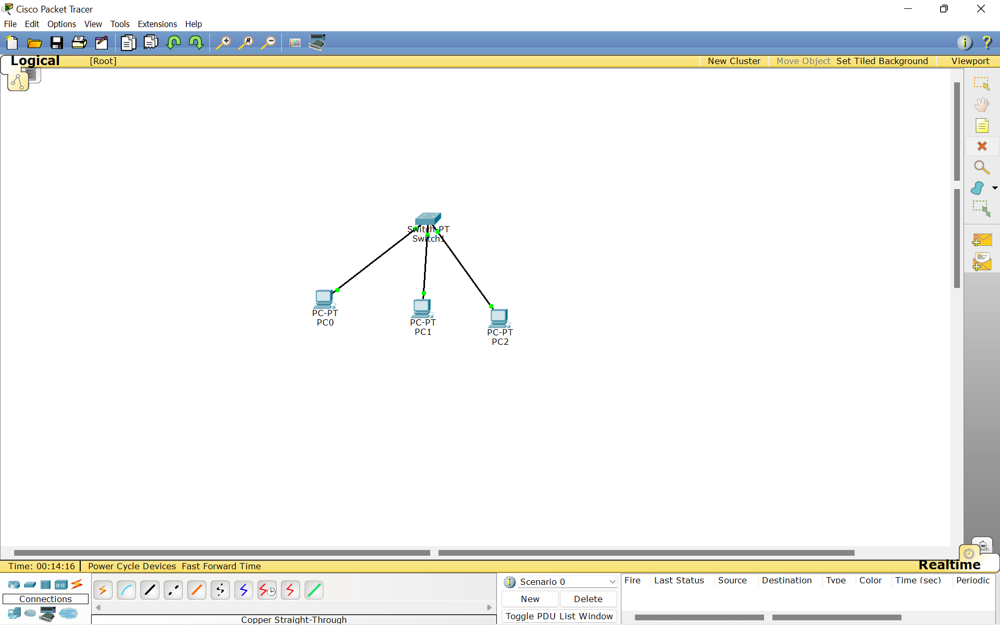 Cisco Packet Tracer
File Edit Options View Tools Extensions Help
Logical [Root] New Cluster Move Object Set Tiled Background Viewport
Switch-PT
Switch1
PC-PT
PC0
PC-PT
PC1
PC-PT
PC2
Time: 00:14:16 Power Cycle Devices Fast Forward Time Realtime
Connections
Copper Straight-Through
Scenario 0
New Delete
Toggle PDU List Window
Fire Last Status Source Destination Type Color Time (sec) Periodic